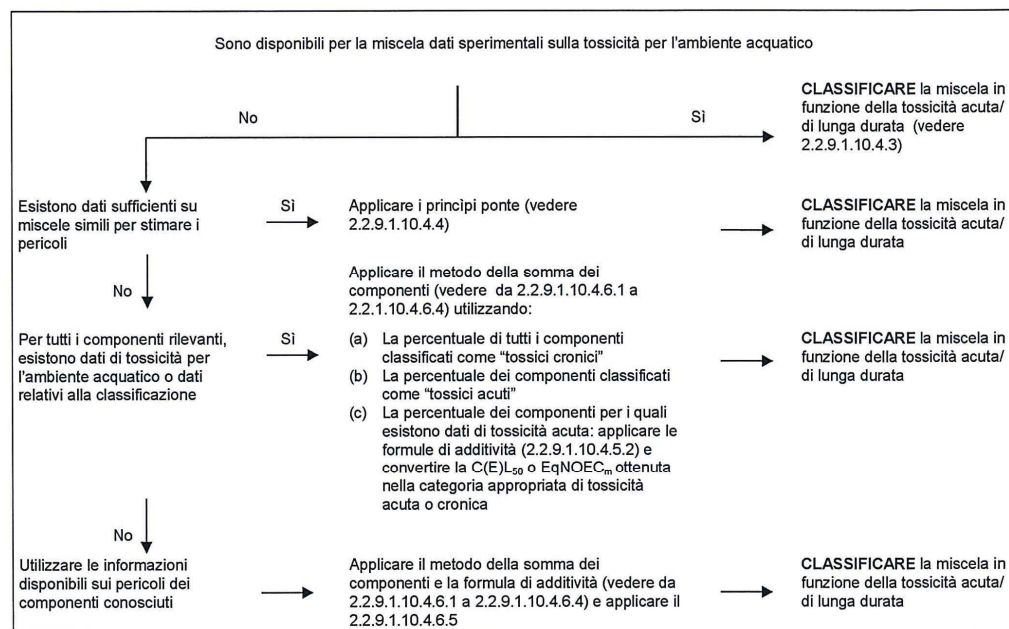 Sono disponibili per la miscela dati sperimentali sulla tossicità per l'ambiente acquatico
No
Sì
CLASSIFICARE la miscela in
funzione della tossicità acuta/
di lunga durata (vedere
2.2.9.1.10.4.3)
Esistono dati sufficienti su
miscele simili per stimare i
pericoli
Sì
Applicare i princìpi ponte (vedere
2.2.9.1.10.4.4)
CLASSIFICARE la miscela in
funzione della tossicità acuta/
di lunga durata
No
Applicare il metodo della somma dei
componenti (vedere da 2.2.9.1.10.4.6.1 a
2.2.1.10.4.6.4) utilizzando:
Per tutti i componenti rilevanti,
esistono dati di tossicità per
l'ambiente acquatico o dati
relativi alla classificazione
Sì
(a) La percentuale di tutti i componenti
classificati come “tossici cronici”
(b) La percentuale dei componenti classificati
come “tossici acuti”
(c) La percentuale dei componenti per i quali
esistono dati di tossicità acuta: applicare le
formule di additività (2.2.9.1.10.4.5.2) e
convertire la C(E)L₅₀ o EqNOECₘ ottenuta
nella categoria appropriata di tossicità
acuta o cronica
CLASSIFICARE la miscela in
funzione della tossicità acuta/
di lunga durata
No
Utilizzare le informazioni
disponibili sui pericoli dei
componenti conosciuti
Applicare il metodo della somma dei
componenti e la formula di additività (vedere da
2.2.9.1.10.4.6.1 a 2.2.9.1.10.4.6.4) e applicare il
2.2.9.1.10.4.6.5
CLASSIFICARE la miscela in
funzione della tossicità acuta/
di lunga durata